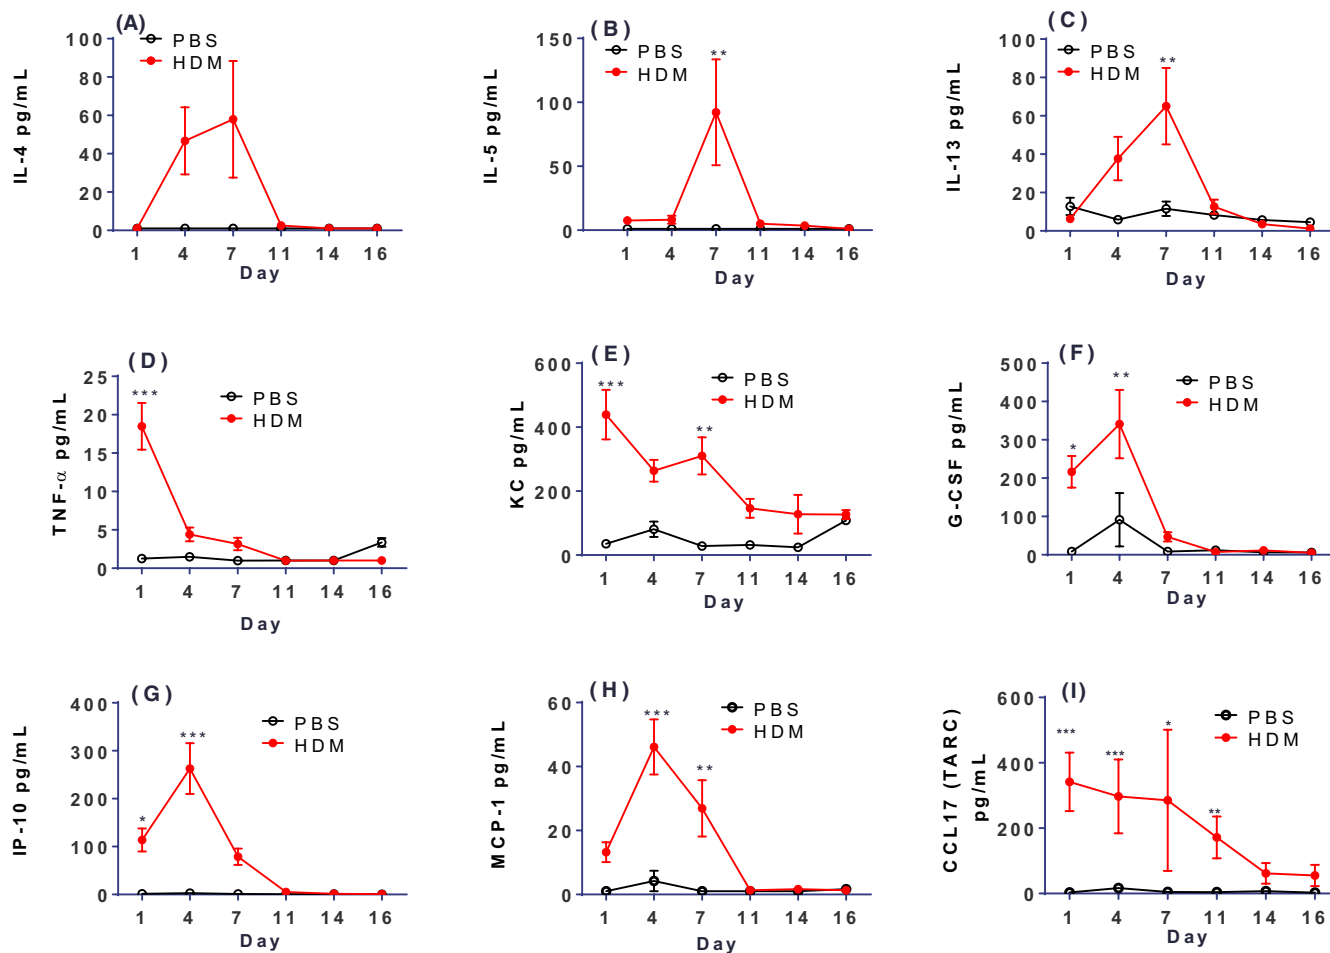 (A)
PBS
HDM
IL-4 pg/mL
100
80
60
40
20
0
1 4 7 11 14 16
Day
(B)
PBS
HDM
**
IL-5 pg/mL
150
100
50
0
1 4 7 11 14 16
Day
(C)
PBS
HDM
**
IL-13 pg/mL
100
80
60
40
20
0
1 4 7 11 14 16
Day
(D)
PBS
HDM
***
TNF-α pg/mL
25
20
15
10
5
0
1 4 7 11 14 16
Day
(E)
PBS
HDM
***
**
KC pg/mL
600
400
200
0
1 4 7 11 14 16
Day
(F)
PBS
HDM
*
**
G-CSF pg/mL
500
400
300
200
100
0
1 4 7 11 14 16
Day
(G)
PBS
HDM
*
***
IP-10 pg/mL
400
300
200
100
0
1 4 7 11 14 16
Day
(H)
PBS
HDM
***
**
MCP-1 pg/mL
60
40
20
0
1 4 7 11 14 16
Day
(I)
PBS
HDM
***
***
*
**
CCL17 (TARC)
pg/mL
600
400
200
0
1 4 7 11 14 16
Day